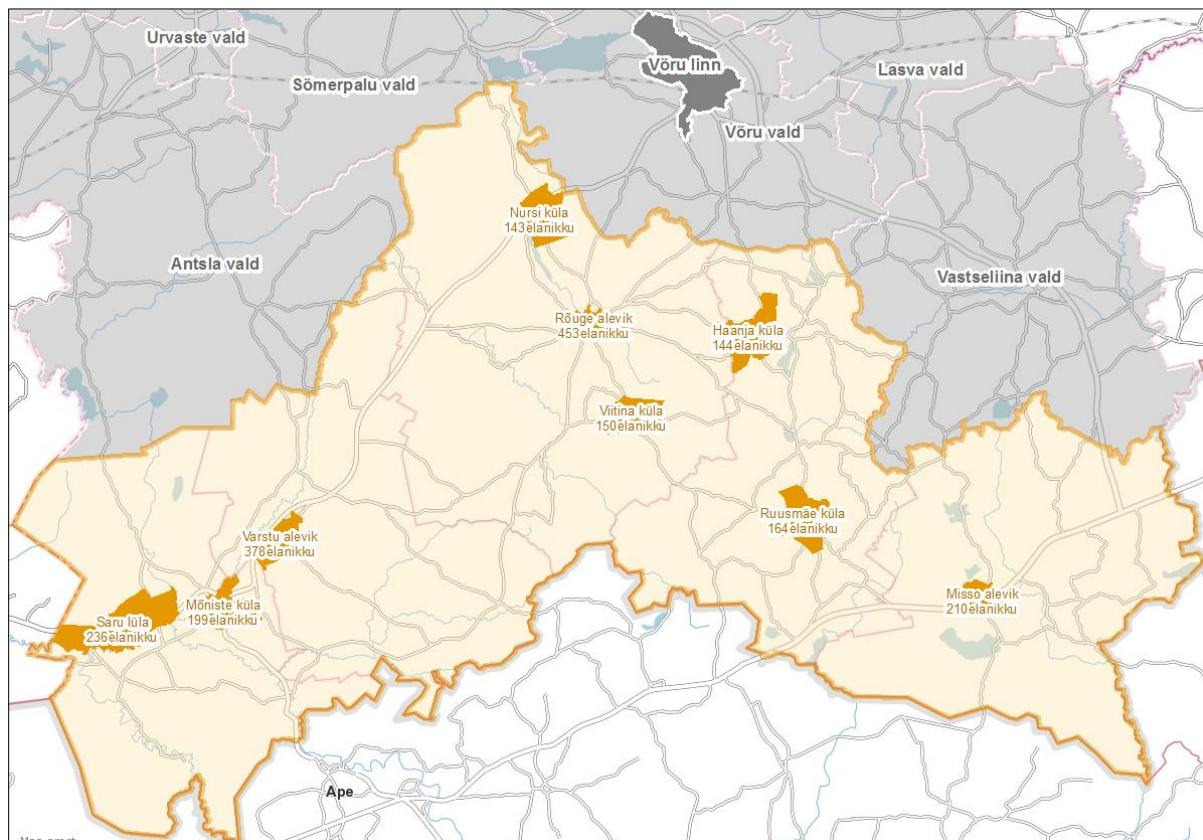 Urvaste vald
Sõmerpalu vald
Võru linn
Lasva vald
Võru vald
Nursi küla
143 elanikku
Antsla vald
Vastseliina vald
Rõuge alevik
453 elanikku
Haanja küla
144 elanikku
Viitina küla
150 elanikku
Ruusmäe küla
164 elanikku
Varstu alevik
378 elanikku
Mõniste küla
199 elanikku
Saru lüla
236 elanikku
Misso alevik
210 elanikku
Ape